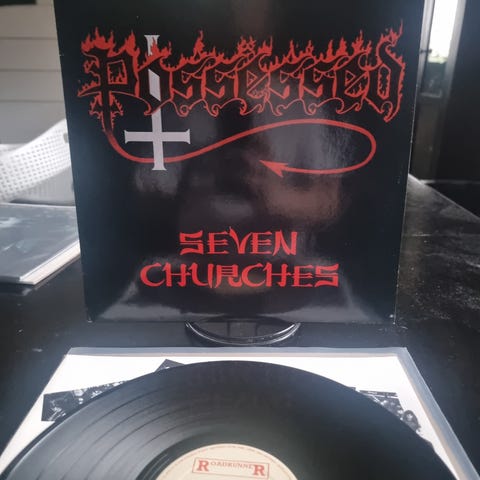 Possessed
SEVEN
CHURCHES
ROADRUNNER